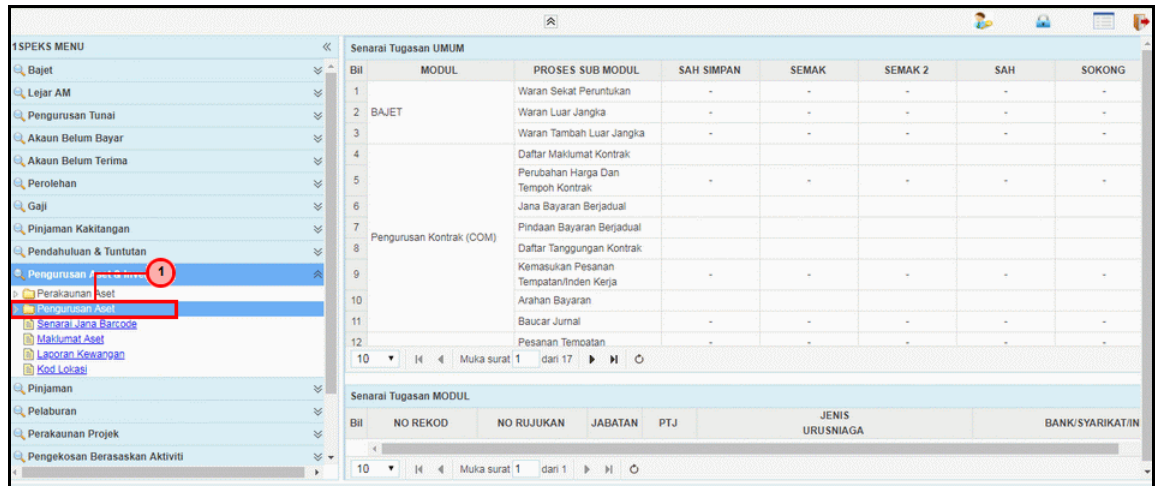 1SPEKS MENU
Bajet
Lejar AM
Pengurusan Tunai
Akaun Belum Bayar
Akaun Belum Terima
Perolehan
Gaji
Pinjaman Kakitangan
Pendahuluan & Tuntutan
Pengurusan
1
Perakaunan Aset
Pengurusan Aset
Senarai Jana Barcode
Maklumat Aset
Laporan Kewangan
Kod Lokasi
Pinjaman
Pelaburan
Perakaunan Projek
Pengekosan Berasaskan Aktiviti
Senarai Tugasan UMUM
Bil MODUL PROSES SUB MODUL SAH SIMPAN SEMAK SEMAK 2 SAH SOKONG
1 Waran Sekat Peruntukan - - - - -
2 BAJET Waran Luar Jangka - - - - -
3 Waran Tambah Luar Jangka - - - - -
4 Daftar Maklumat Kontrak
5 Perubahan Harga Dan
Tempoh Kontrak - - - - -
6 Jana Bayaran Berjadual
7 Pindaan Bayaran Berjadual
Pengurusan Kontrak (COM)
8 Daftar Tanggungan Kontrak
9 Kemasukan Pesanan
Tempatan/Inden Kerja - - - - -
10 Arahan Bayaran
11 Baucar Jurnal - - - - -
12 Pesanan Tempatan - - - - -
10 Muka surat 1 dari 17
Senarai Tugasan MODUL
Bil NO REKOD NO RUJUKAN JABATAN PTJ JENIS
URUSNIAGA BANK/SYARIKAT/IN
10 Muka surat 1 dari 1